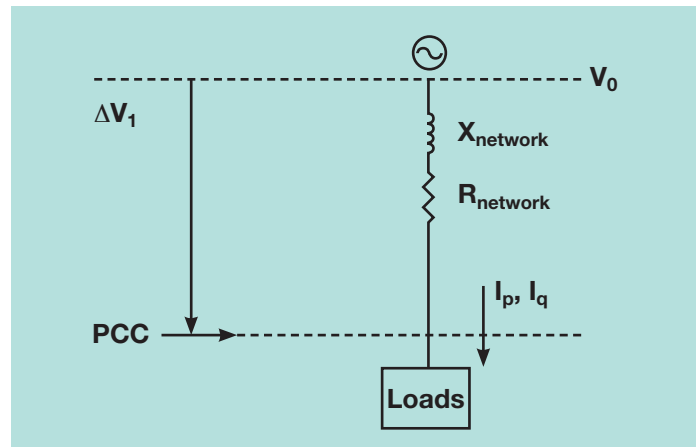 V₀
ΔV₁
Xnetwork
Rnetwork
Ip, Iq
PCC
Loads